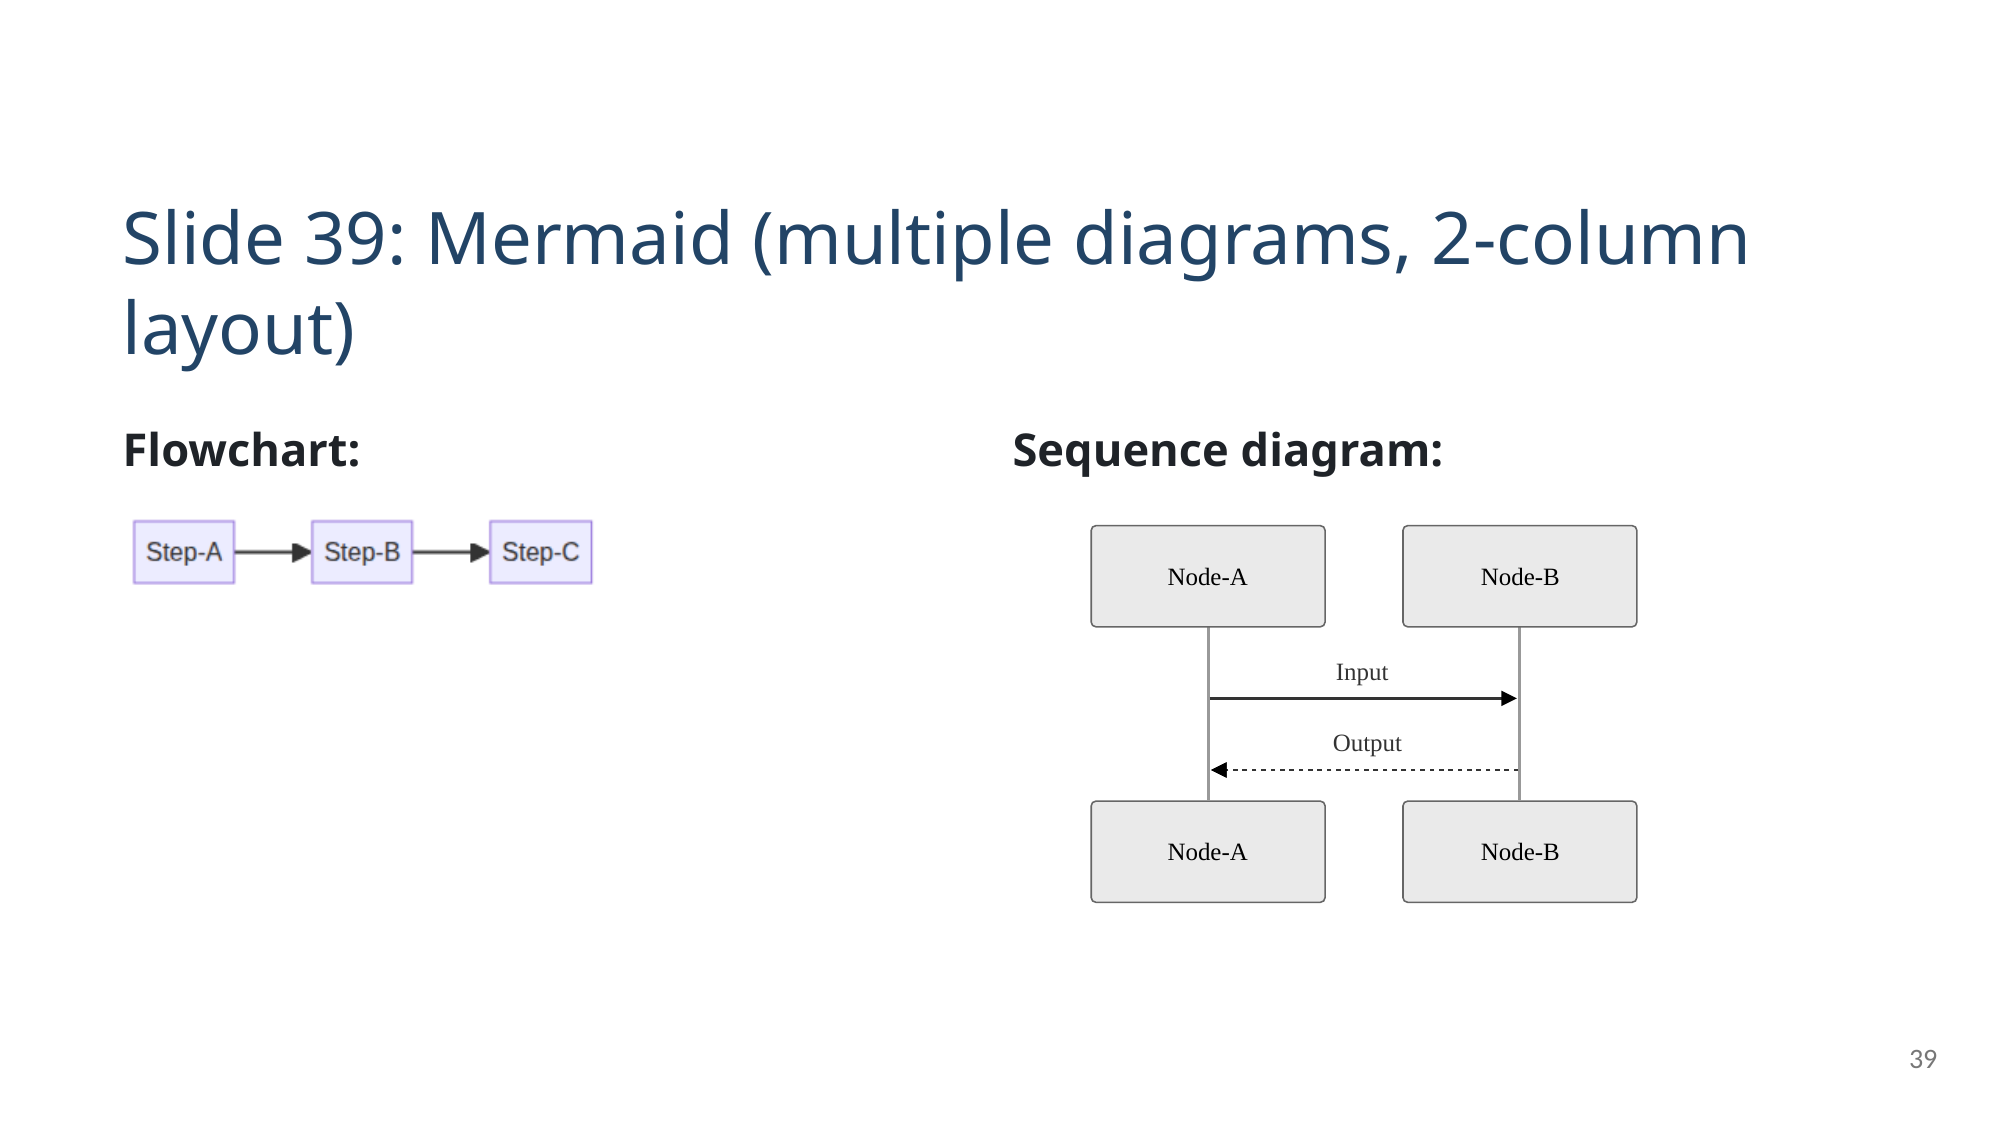 Slide 39: Mermaid (multiple diagrams, 2-column
layout)
Flowchart:
Step-A
Step-B
Step-C
Sequence diagram:
Node-A
Node-B
Input
Output
Node-A
Node-B
39